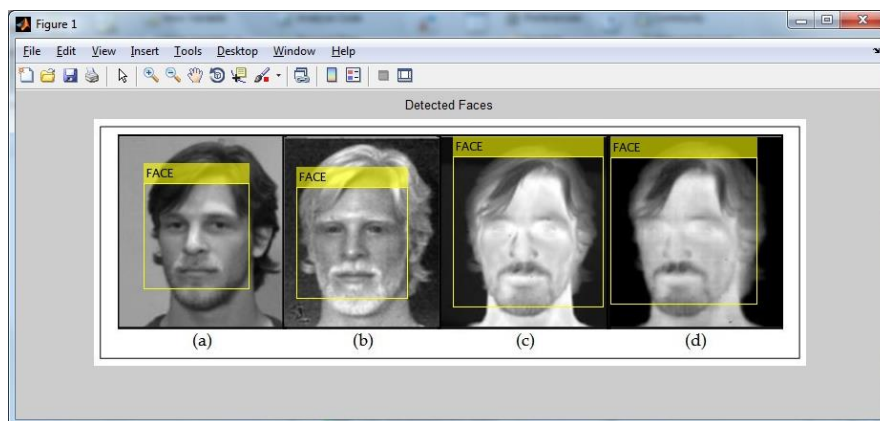 Figure 1
File Edit View Insert Tools Desktop Window Help
Detected Faces
FACE FACE FACE FACE
(a) (b) (c) (d)